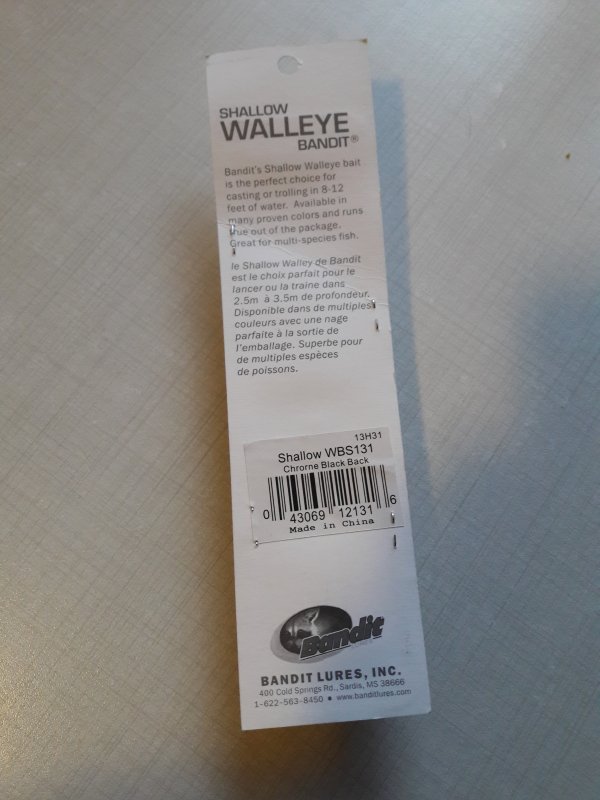 SHALLOW
WALLEYE
BANDIT®
Bandit's Shallow Walleye bait
is the perfect choice for
casting or trolling in 8-12
feet of water. Available in
many proven colors and runs
true out of the package.
Great for multi-species fish.
le Shallow Walley de Bandit
est le choix parfait pour le
lancer ou la traine dans
2.5m à 3.5m de profondeur.
Disponible dans de multiples
couleurs avec une nage
parfaite à la sortie de
l'emballage. Superbe pour
de multiples espèces
de poissons.
13H31
Shallow WBS131
Chrorne Black Back
0 43069 12131 6
Made in China
Bandit
BANDIT LURES, INC.
400 Cold Springs Rd., Sardis, MS 38666
1-622-563-8450 • www.banditlures.com